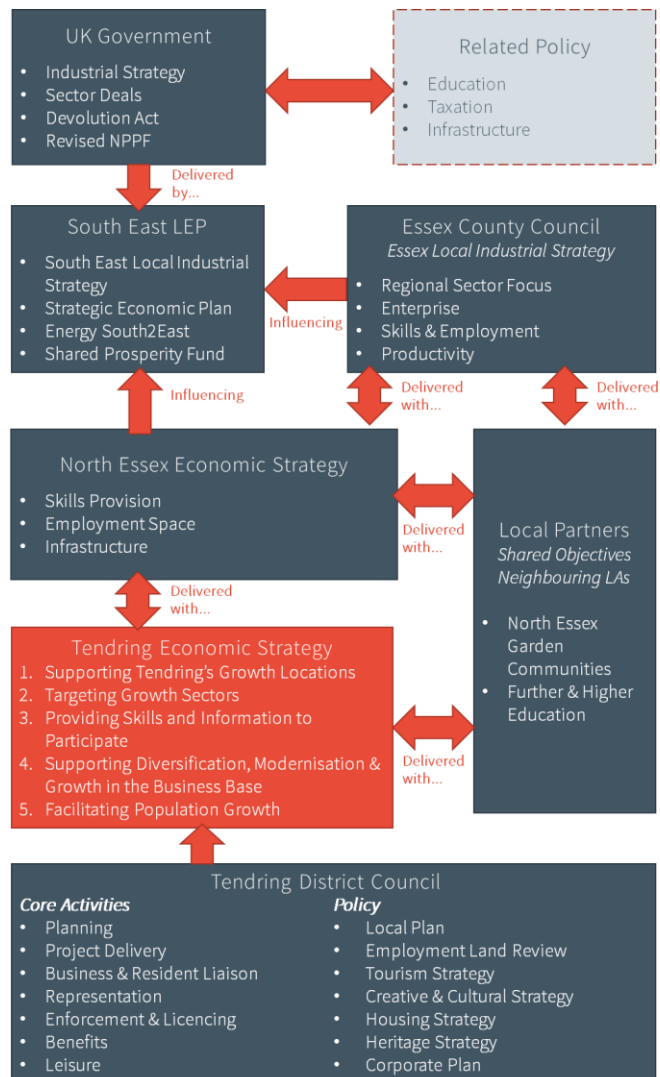 UK Government
• Industrial Strategy
• Sector Deals
• Devolution Act
• Revised NPPF
Related Policy
• Education
• Taxation
• Infrastructure
Delivered
by...
South East LEP
• South East Local Industrial
Strategy
• Strategic Economic Plan
• Energy South2East
• Shared Prosperity Fund
Influencing
Essex County Council
Essex Local Industrial Strategy
• Regional Sector Focus
• Enterprise
• Skills & Employment
• Productivity
Influencing
Delivered
with...
Delivered
with...
North Essex Economic Strategy
• Skills Provision
• Employment Space
• Infrastructure
Delivered
with...
Local Partners
Shared Objectives
Neighbouring LAs
• North Essex
Garden
Communities
• Further & Higher
Education
Delivered
with...
Tendring Economic Strategy
1. Supporting Tendring's Growth Locations
2. Targeting Growth Sectors
3. Providing Skills and Information to
Participate
4. Supporting Diversification, Modernisation &
Growth in the Business Base
5. Facilitating Population Growth
Delivered
with...
Tendring District Council
Core Activities
• Planning
• Project Delivery
• Business & Resident Liaison
• Representation
• Enforcement & Licencing
• Benefits
• Leisure
Policy
• Local Plan
• Employment Land Review
• Tourism Strategy
• Creative & Cultural Strategy
• Housing Strategy
• Heritage Strategy
• Corporate Plan